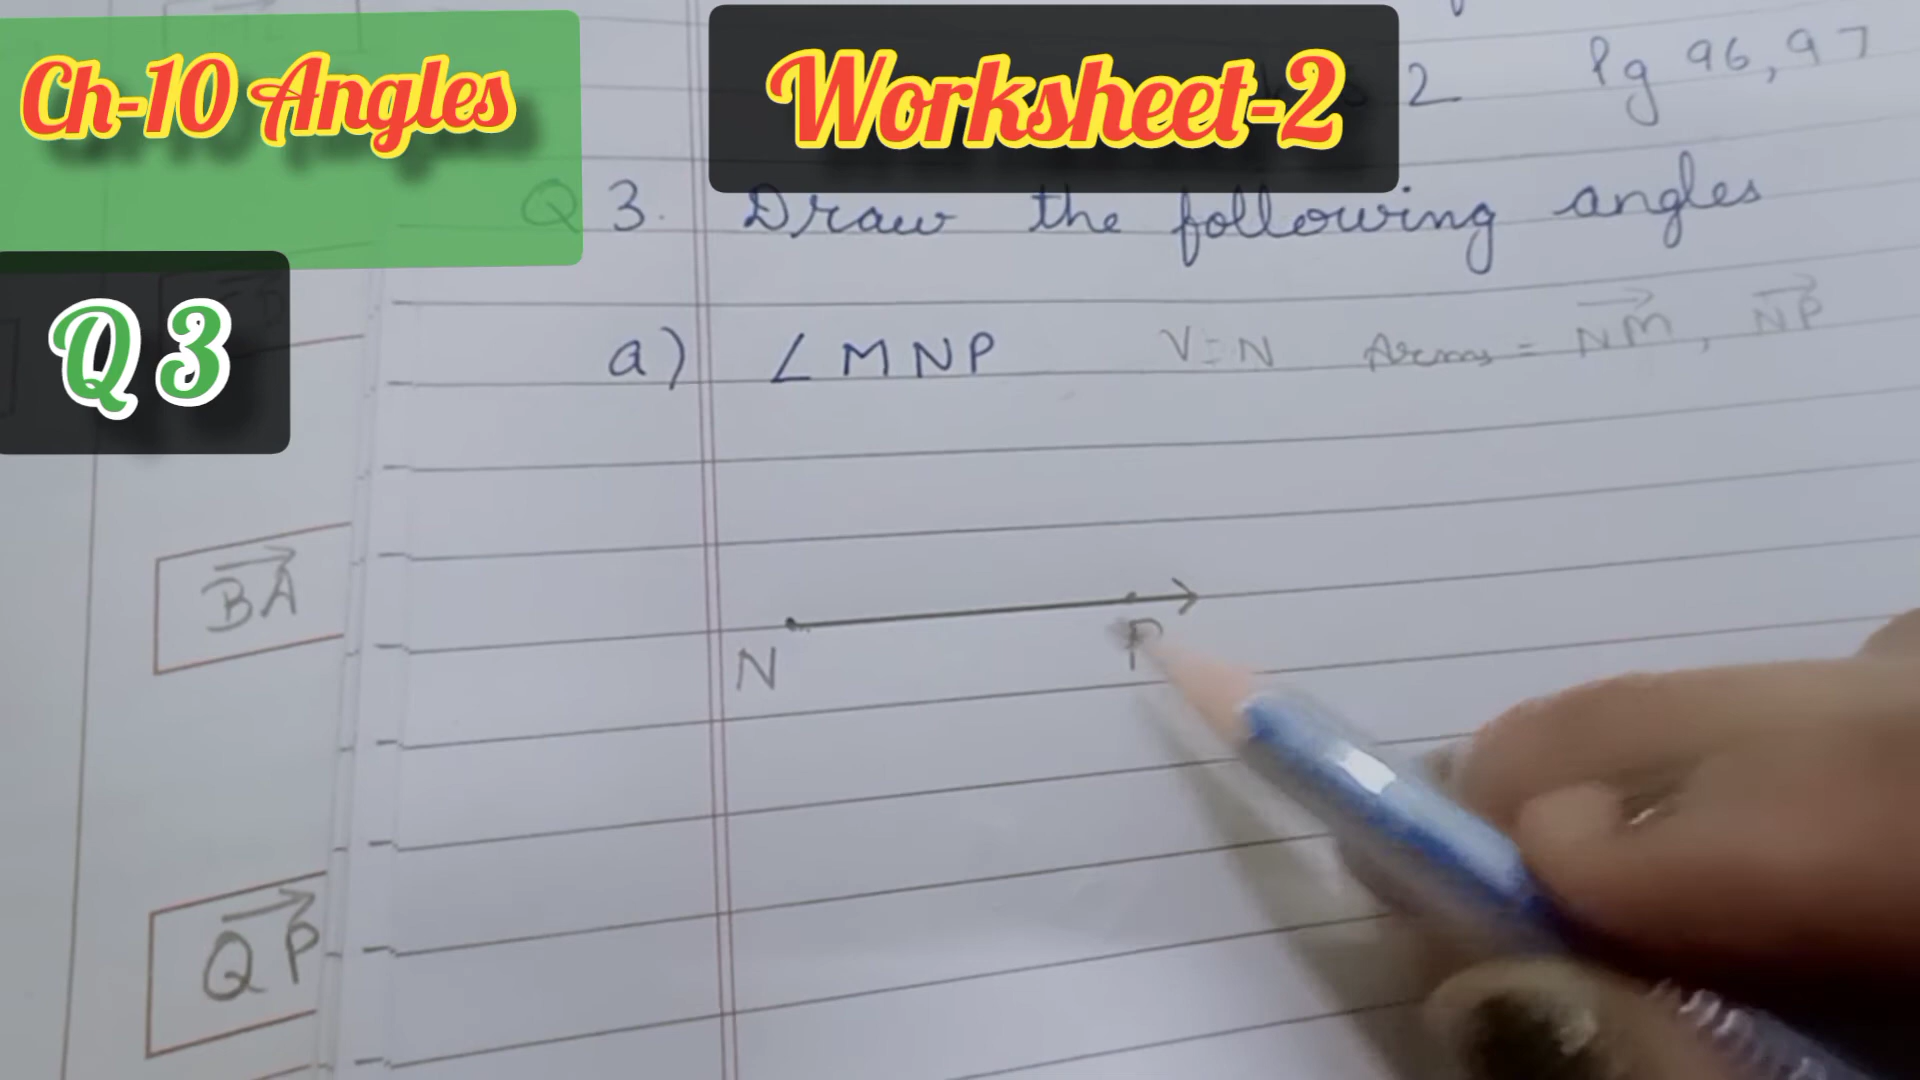 Ch-10 Angles
Worksheet-2
2 Pg 96, 97
Q 3. Draw the following angles
Q 3
a) ∠MNP V=N Arms = NM, NP
BA
N P
QP